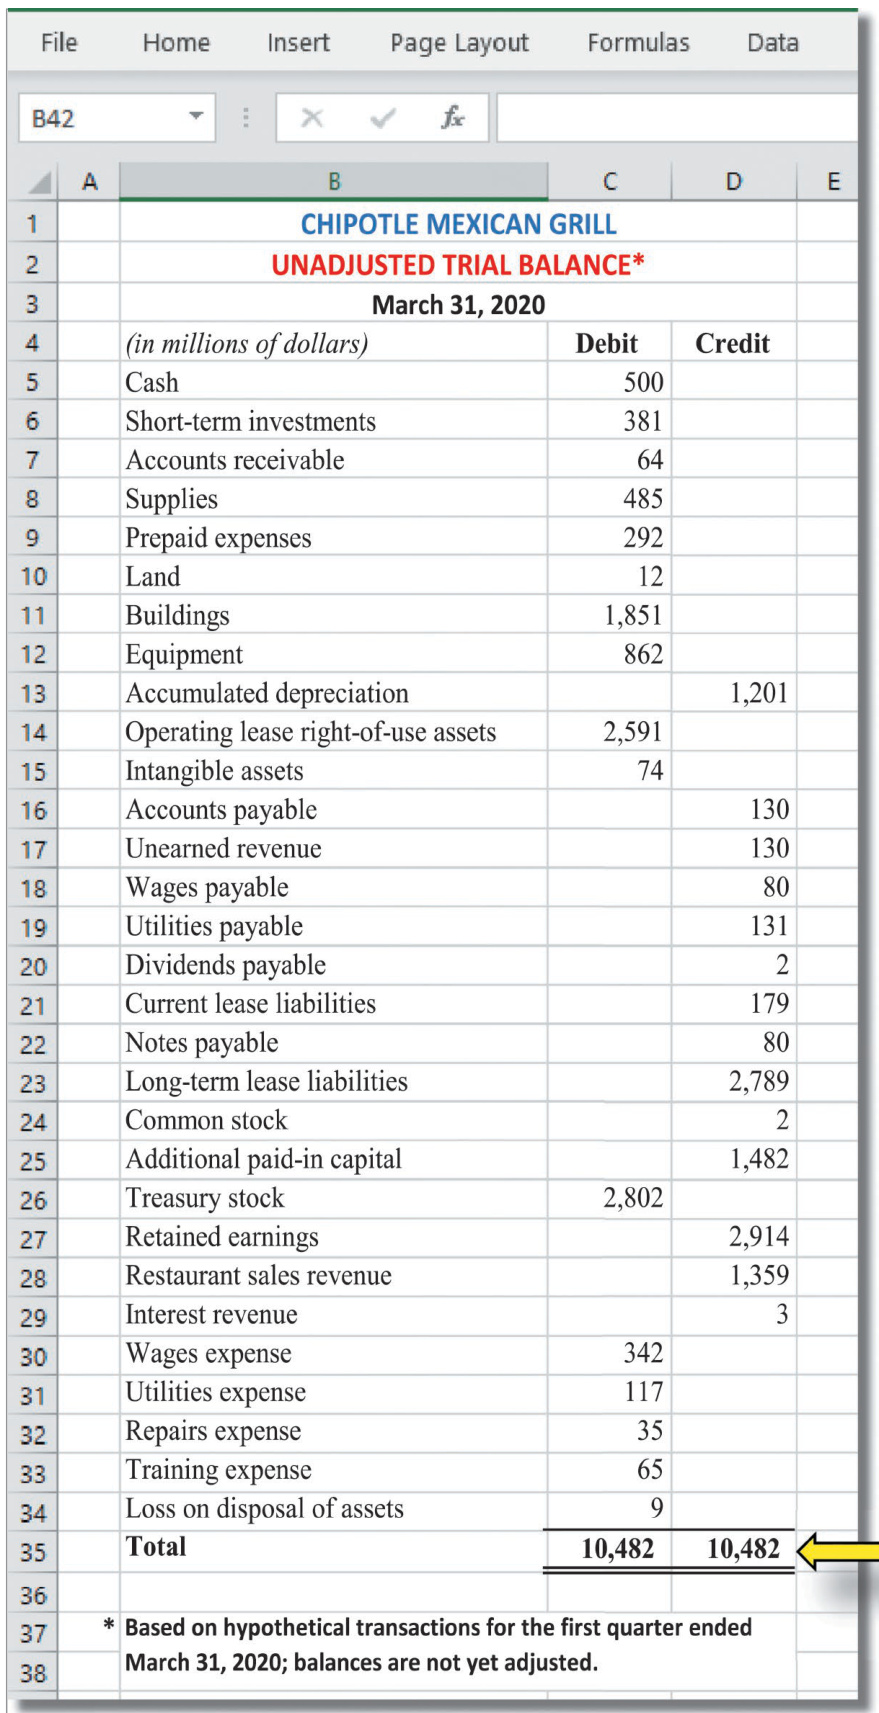 File Home Insert Page Layout Formulas Data
B42 fx
A B C D E
1 CHIPOTLE MEXICAN GRILL
2 UNADJUSTED TRIAL BALANCE*
3 March 31, 2020
4 (in millions of dollars) Debit Credit
5 Cash 500
6 Short-term investments 381
7 Accounts receivable 64
8 Supplies 485
9 Prepaid expenses 292
10 Land 12
11 Buildings 1,851
12 Equipment 862
13 Accumulated depreciation 1,201
14 Operating lease right-of-use assets 2,591
15 Intangible assets 74
16 Accounts payable 130
17 Unearned revenue 130
18 Wages payable 80
19 Utilities payable 131
20 Dividends payable 2
21 Current lease liabilities 179
22 Notes payable 80
23 Long-term lease liabilities 2,789
24 Common stock 2
25 Additional paid-in capital 1,482
26 Treasury stock 2,802
27 Retained earnings 2,914
28 Restaurant sales revenue 1,359
29 Interest revenue 3
30 Wages expense 342
31 Utilities expense 117
32 Repairs expense 35
33 Training expense 65
34 Loss on disposal of assets 9
35 Total 10,482 10,482
36
37 * Based on hypothetical transactions for the first quarter ended
38 March 31, 2020; balances are not yet adjusted.